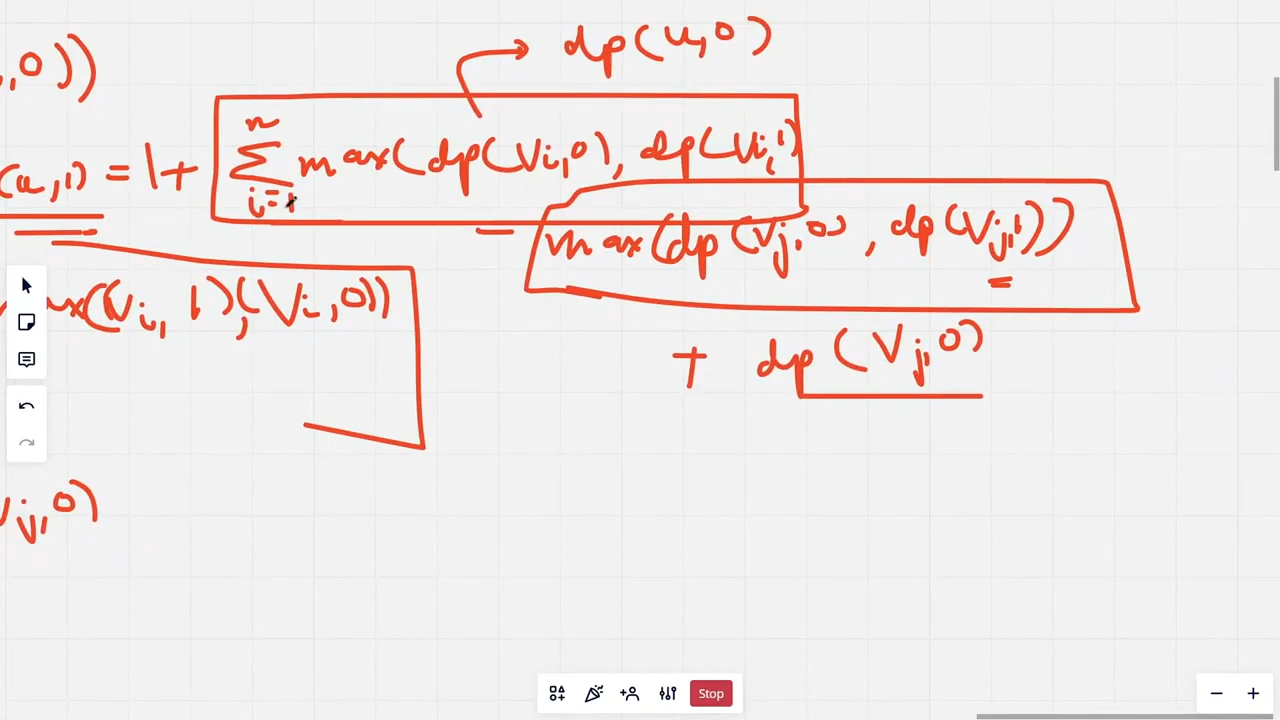 dp(u,0)
,0))
(u,1) = 1+ n Σ i=1 max(dp(Vi,0), dp(Vi,1)
- max(dp(Vj,0), dp(Vj,1))
ax((Vi, 1),(Vi,0))
+ dp(Vj,0)
Vj,0)
Stop